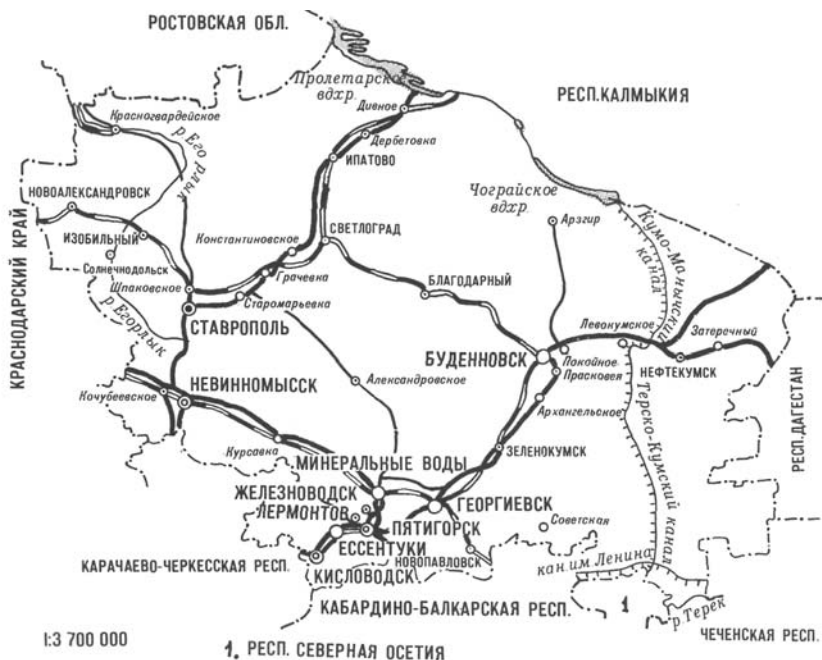 РОСТОВСКАЯ ОБЛ.
Пролетарское
вдхр.
РЕСП.КАЛМЫКИЯ
Дивное
Красногвардейское
р Егорлык
Дербетовка
ИПАТОВО
Чограйское
вдхр.
НОВОАЛЕКСАНДРОВСК
Арзгир
Кумо-Манычский
канал
КРАСНОДАРСКИЙ КРАЙ
ИЗОБИЛЬНЫЙ
Константиновское
СВЕТЛОГРАД
Солнечнодольск
Грачевка
Шпаковское
БЛАГОДАРНЫЙ
р Егорлык
Старомарьевка
СТАВРОПОЛЬ
Левокумское
Затеречный
БУДЕННОВСК
Покойное
Прасковея
НЕФТЕКУМСК
НЕВИННОМЫССК
Александровское
Кочубеевское
Архангельское
Терско-Кумский канал
РЕСП.ДАГЕСТАН
Курсавка
ЗЕЛЕНОКУМСК
МИНЕРАЛЬНЫЕ ВОДЫ
ЖЕЛЕЗНОВОДСК
ГЕОРГИЕВСК
ЛЕРМОНТОВ
Советская
ПЯТИГОРСК
ЕССЕНТУКИ
НОВОПАВЛОВСК
кан.им Ленина
КАРАЧАЕВО-ЧЕРКЕССКАЯ РЕСП.
КИСЛОВОДСК
КАБАРДИНО-БАЛКАРСКАЯ РЕСП.
1
р.Терек
ЧЕЧЕНСКАЯ РЕСП.
1:3 700 000
1. РЕСП. СЕВЕРНАЯ ОСЕТИЯ